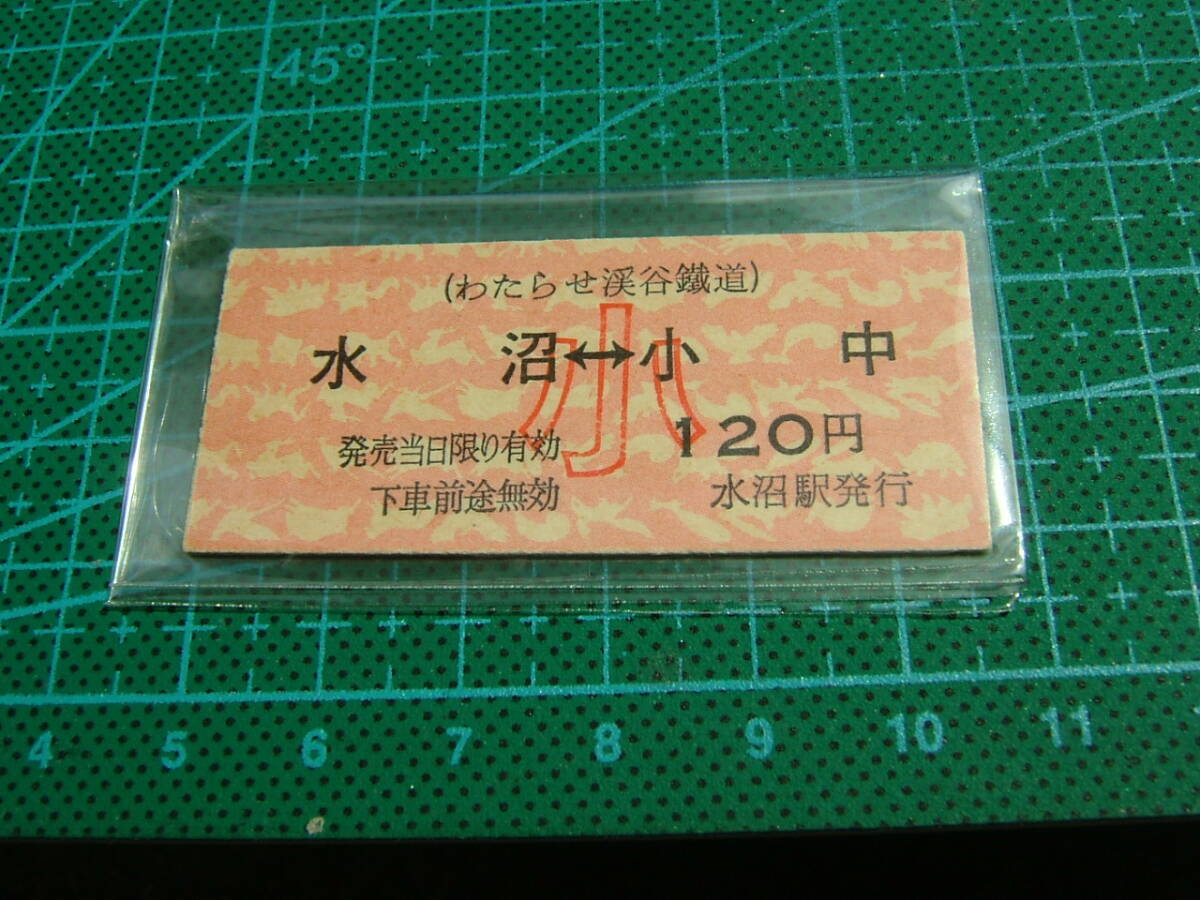 45°
(わたらせ渓谷鐵道)
水沼↔小中
小
120円
発売当日限り有効
下車前途無効
水沼駅発行
4 5 6 7 8 9 10 11